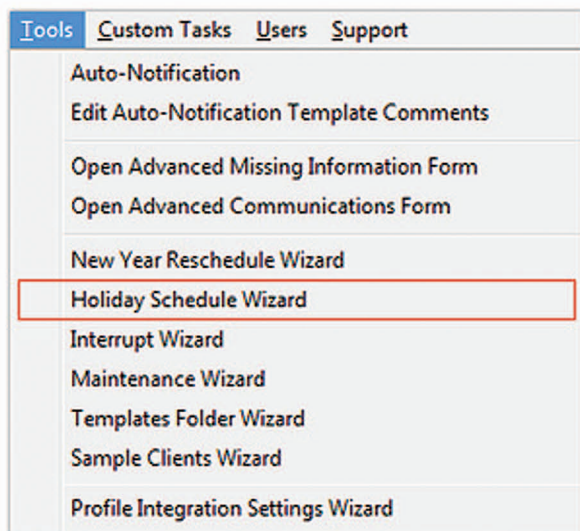 Tools Custom Tasks Users Support
Auto-Notification
Edit Auto-Notification Template Comments
Open Advanced Missing Information Form
Open Advanced Communications Form
New Year Reschedule Wizard
Holiday Schedule Wizard
Interrupt Wizard
Maintenance Wizard
Templates Folder Wizard
Sample Clients Wizard
Profile Integration Settings Wizard